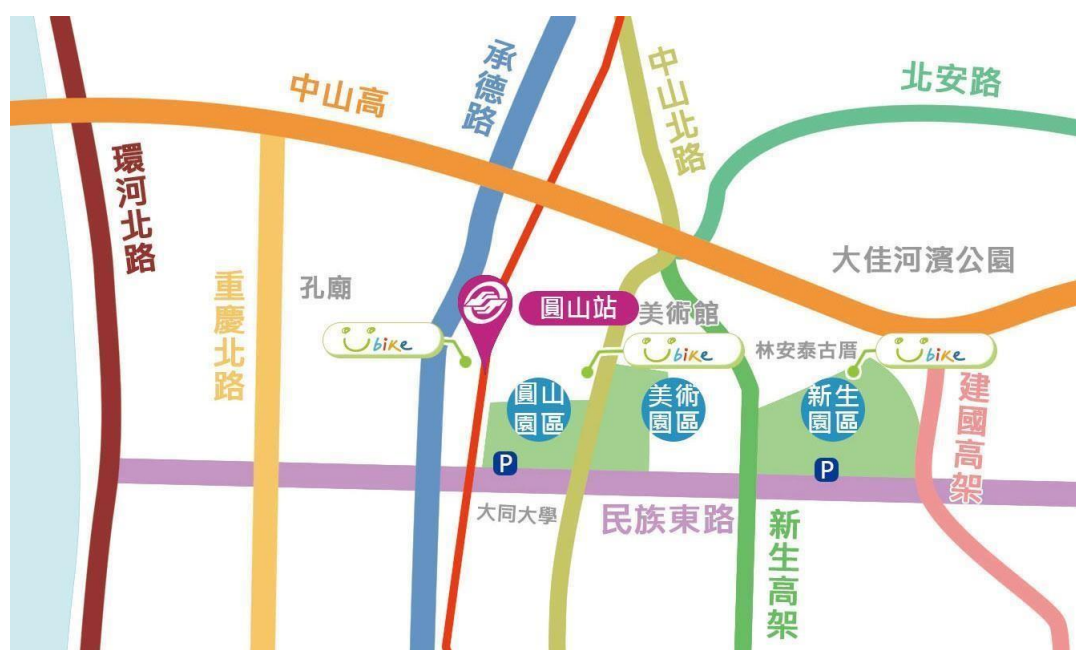 承德路
中山高
中山北路
北安路
環河北路
重慶北路
孔廟
圓山站
美術館
大佳河濱公園
Ubike
Ubike
林安泰古厝
Ubike
圓山
園區
美術
園區
新生
園區
建國高架
P
P
大同大學
民族東路
新生高架